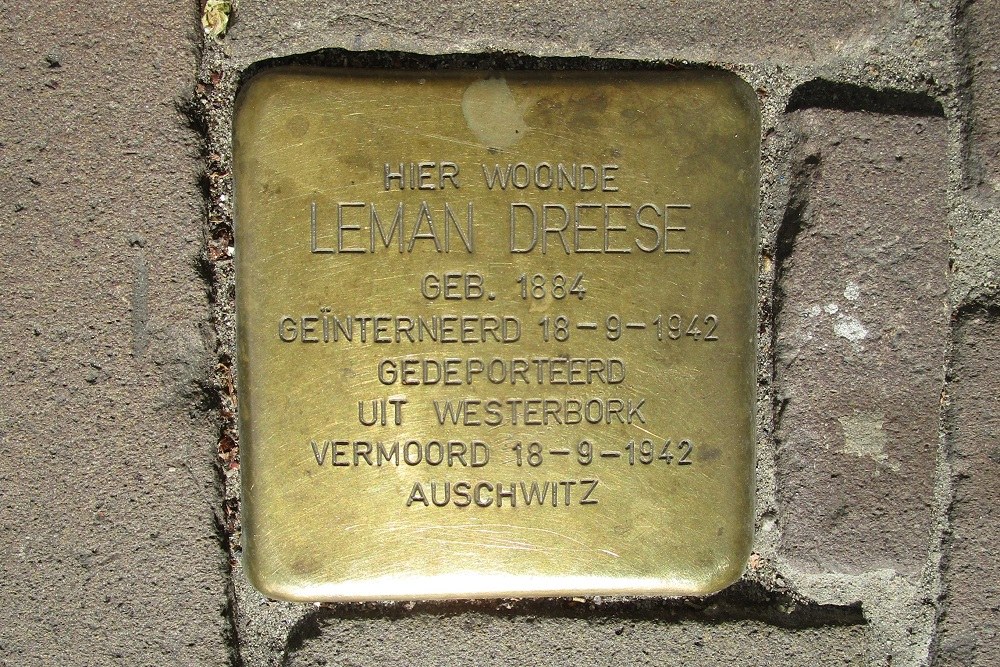 HIER WOONDE
LEMAN DREESE
GEB. 1884
GEÏNTERNEERD 18-9-1942
GEDEPORTEERD
UIT WESTERBORK
VERMOORD 18-9-1942
AUSCHWITZ